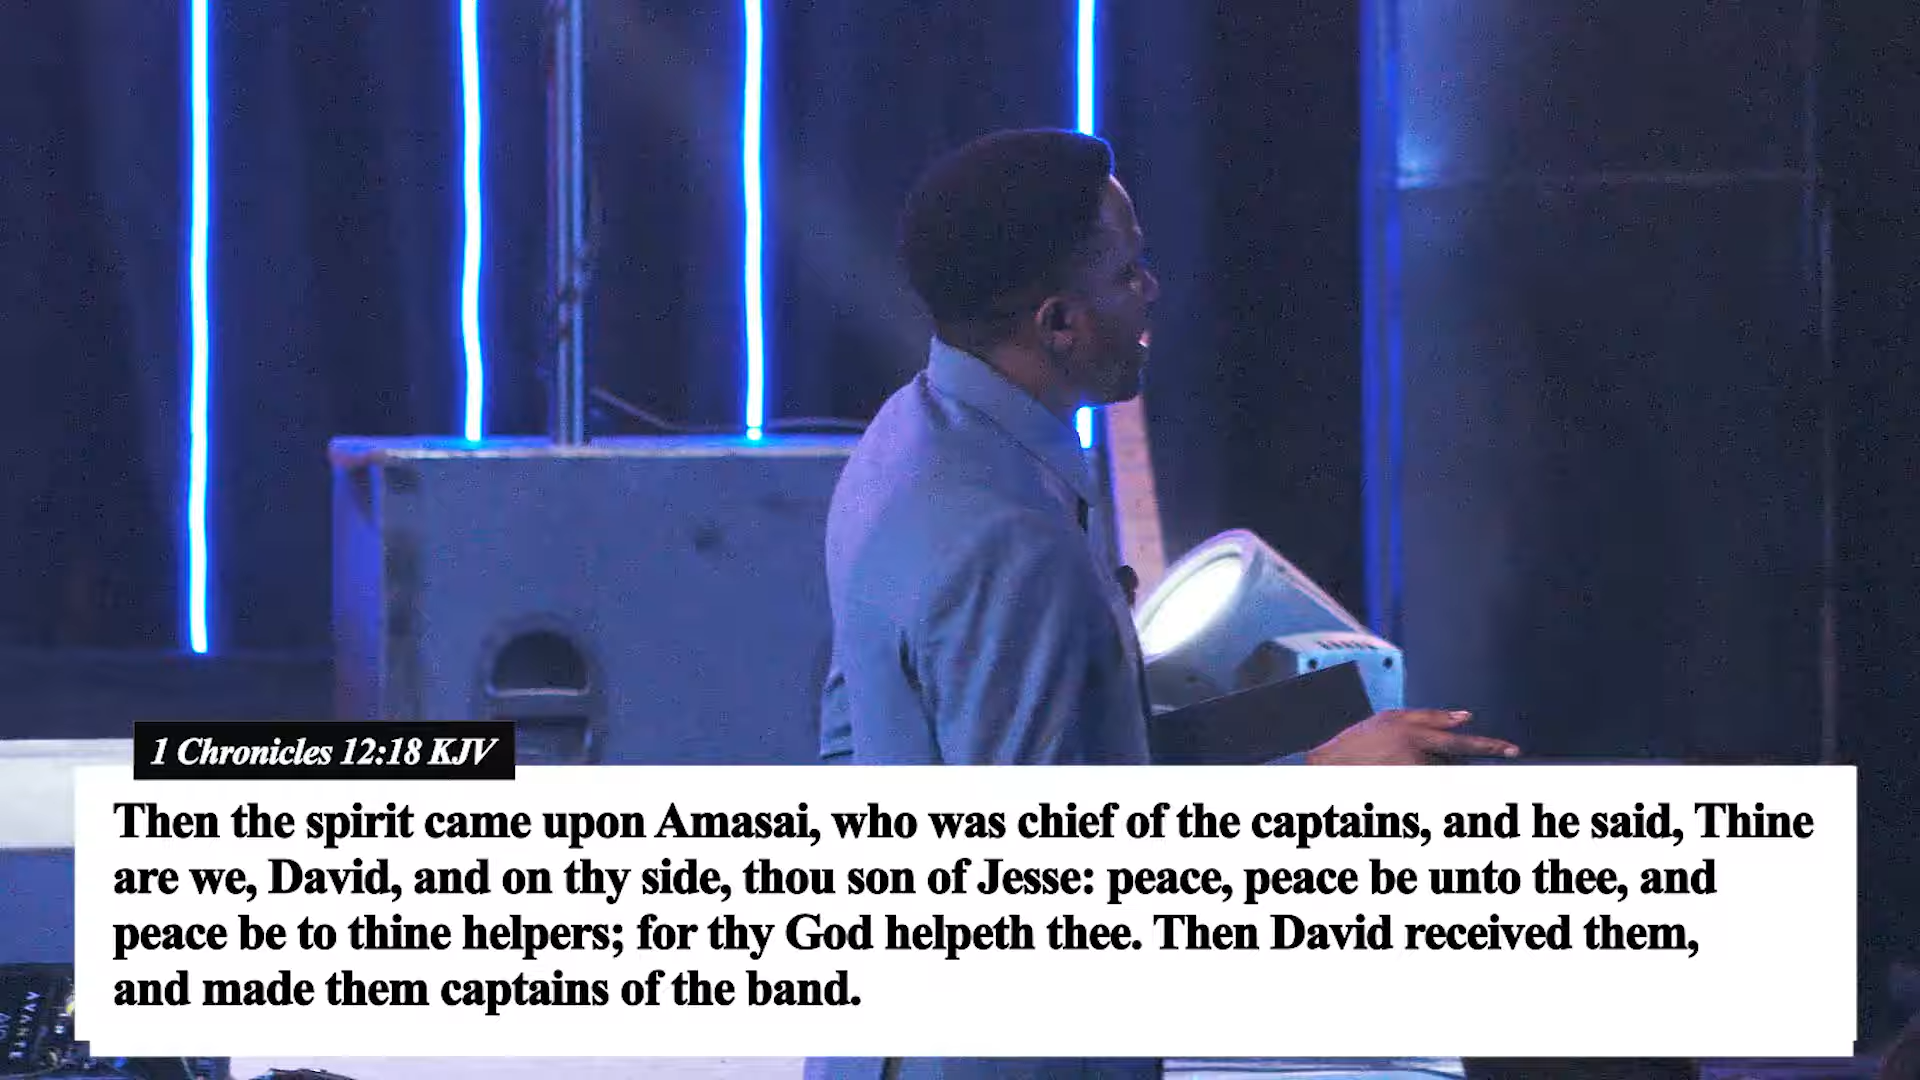 1 Chronicles 12:18 KJV
Then the spirit came upon Amasai, who was chief of the captains, and he said, Thine
are we, David, and on thy side, thou son of Jesse: peace, peace be unto thee, and
peace be to thine helpers; for thy God helpeth thee. Then David received them,
and made them captains of the band.